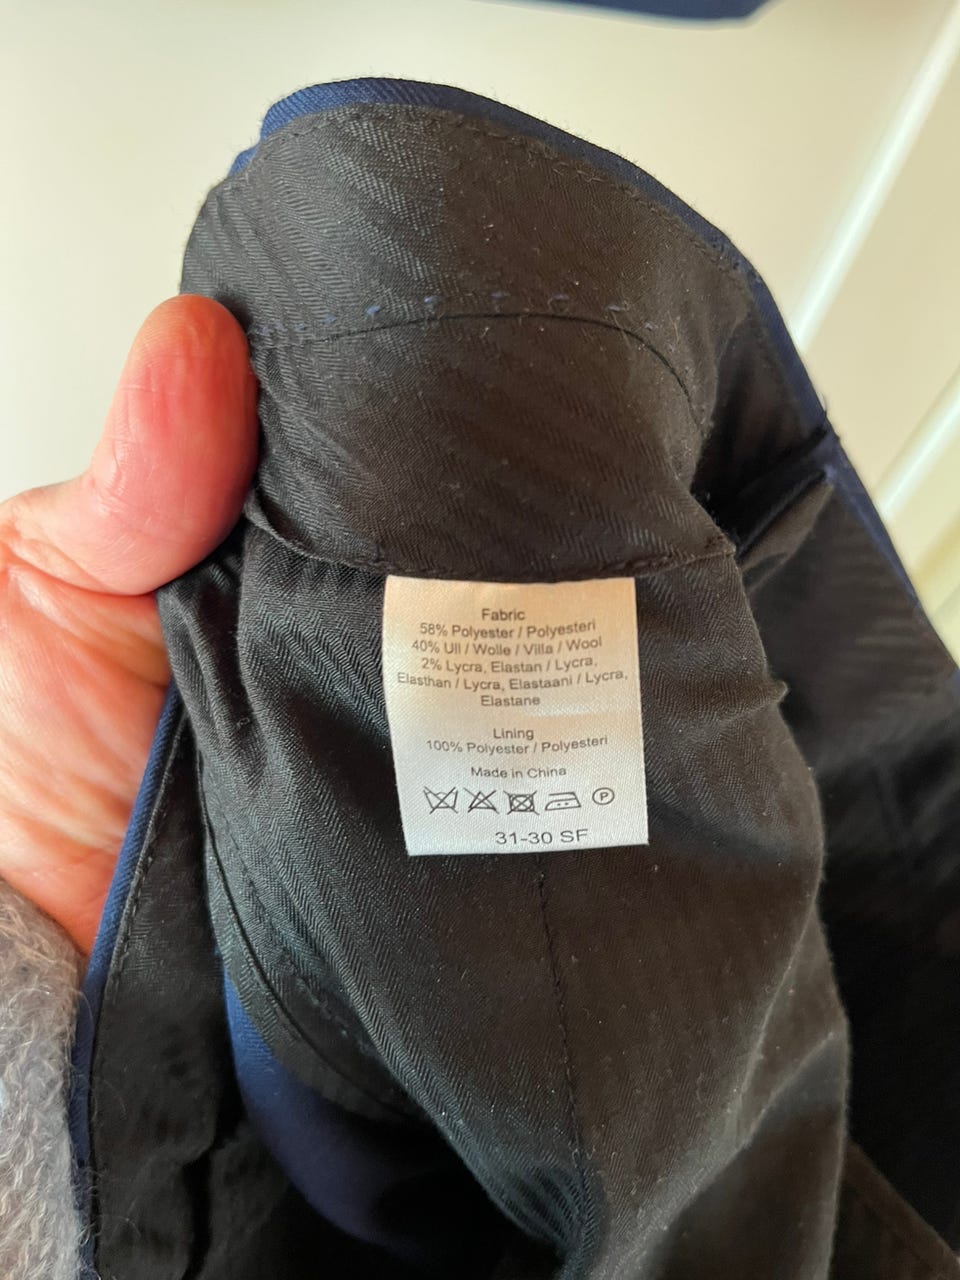 Fabric
58% Polyester / Polyesteri
40% Ull / Wolle / Villa / Wool
2% Lycra, Elastan / Lycra,
Elasthan / Lycra, Elastaani / Lycra,
Elastane
Lining
100% Polyester / Polyesteri
Made in China
P
31-30 SF